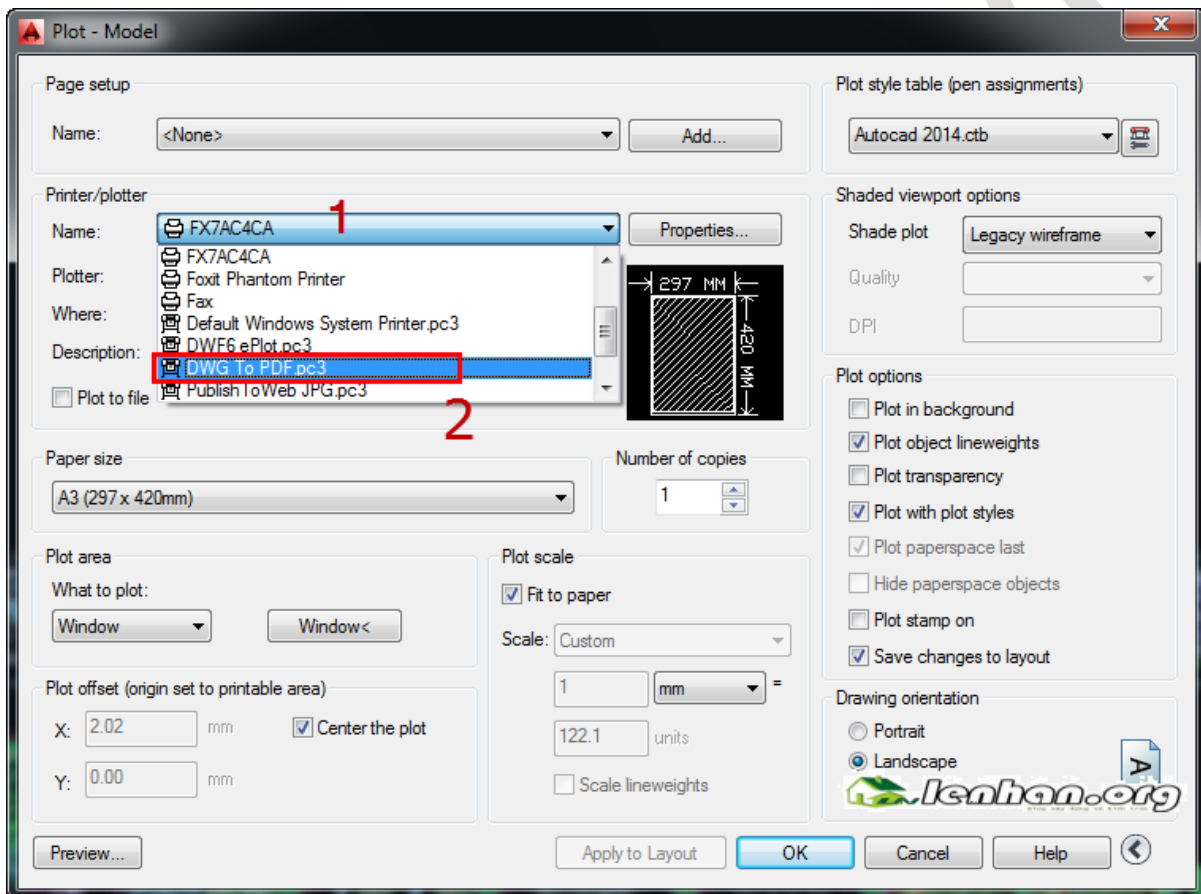 Plot - Model
Page setup
Name: <None> Add...
Plot style table (pen assignments)
Autocad 2014.ctb
Printer/plotter
1
Name: FX7AC4CA Properties...
FX7AC4CA
Plotter: Foxit Phantom Printer
Fax
Where: Default Windows System Printer.pc3
DWF6 ePlot.pc3
Description: DWG To PDF.pc3
Plot to file PublishToWeb JPG.pc3
2
297 MM
420 MM
Shaded viewport options
Shade plot Legacy wireframe
Quality
DPI
Paper size
A3 (297 x 420mm)
Number of copies
1
Plot options
Plot in background
Plot object lineweights
Plot transparency
Plot with plot styles
Plot paperspace last
Hide paperspace objects
Plot stamp on
Save changes to layout
Plot area
What to plot:
Window Window<
Plot scale
Fit to paper
Scale: Custom
1 mm =
122.1 units
Scale lineweights
Plot offset (origin set to printable area)
X: 2.02 mm Center the plot
Y: 0.00 mm
Drawing orientation
Portrait
Landscape
A
lenhan.org
Preview... Apply to Layout OK Cancel Help